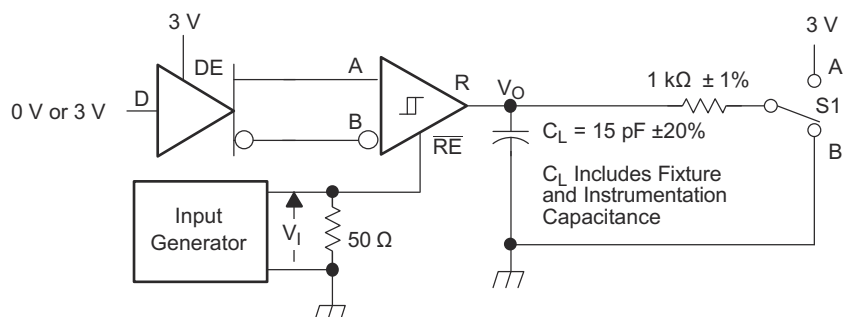 3 V
3 V
DE
A
R
V_O
1 kΩ ± 1%
A
0 V or 3 V
D
S1
B
RE
C_L = 15 pF ±20%
B
C_L Includes Fixture
and Instrumentation
Capacitance
Input
Generator
V_I
50 Ω